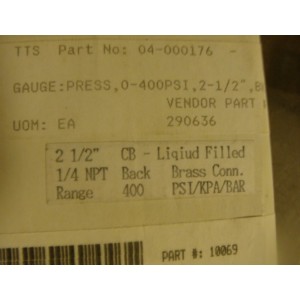 TTS Part No: 04-000176 -
GAUGE:PRESS,0-400PSI,2-1/2",
VENDOR PART
UOM: EA 290636
2 1/2" CB - Liqiud Filled
1/4 NPT Back Brass Conn.
Range 400 PSI/KPA/BAR
PART #: 10069